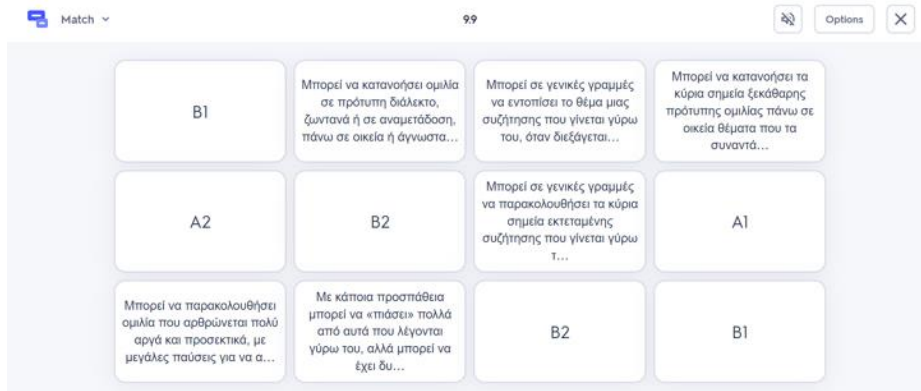 Match
9.9
Options
B1
Μπορεί να κατανοήσει ομιλία
σε πρότυπη διάλεκτο,
ζωντανά ή σε αναμετάδοση,
πάνω σε οικεία ή άγνωστα...
Μπορεί σε γενικές γραμμές
να εντοπίσει το θέμα μιας
συζήτησης που γίνεται γύρω
του, όταν διεξάγεται...
Μπορεί να κατανοήσει τα
κύρια σημεία ξεκάθαρης
πρότυπης ομιλίας πάνω σε
οικεία θέματα που τα
συναντά...
A2
B2
Μπορεί σε γενικές γραμμές
να παρακολουθήσει τα κύρια
σημεία εκτεταμένης
συζήτησης που γίνεται γύρω
τ...
A1
Μπορεί να παρακολουθήσει
ομιλία που αρθρώνεται πολύ
αργά και προσεκτικά, με
μεγάλες παύσεις για να α...
Με κάποια προσπάθεια
μπορεί να «πιάσει» πολλά
από αυτά που λέγονται
γύρω του, αλλά μπορεί να
έχει δυ...
B2
B1